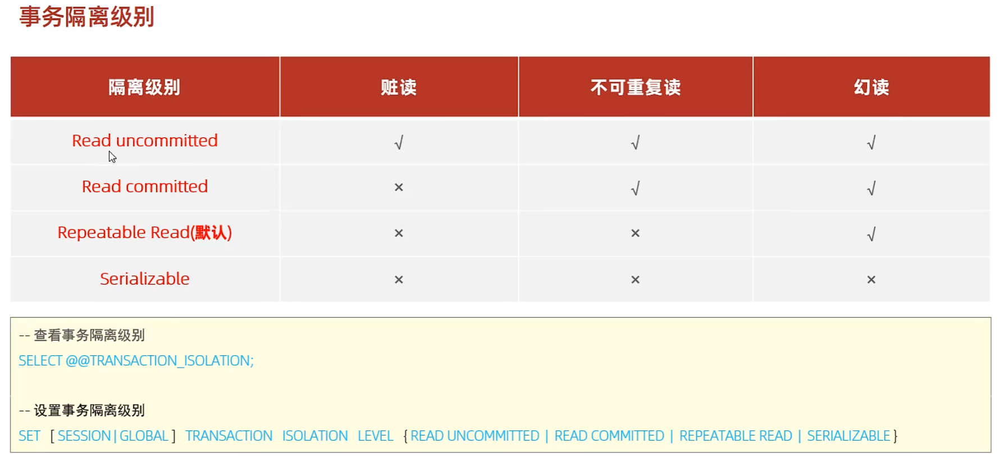 事务隔离级别
隔离级别 脏读 不可重复读 幻读
Read uncommitted √ √ √
Read committed × √ √
Repeatable Read(默认) × × √
Serializable × × ×
-- 查看事务隔离级别
SELECT @@TRANSACTION_ISOLATION;
-- 设置事务隔离级别
SET [ SESSION | GLOBAL ] TRANSACTION ISOLATION LEVEL { READ UNCOMMITTED | READ COMMITTED | REPEATABLE READ | SERIALIZABLE }